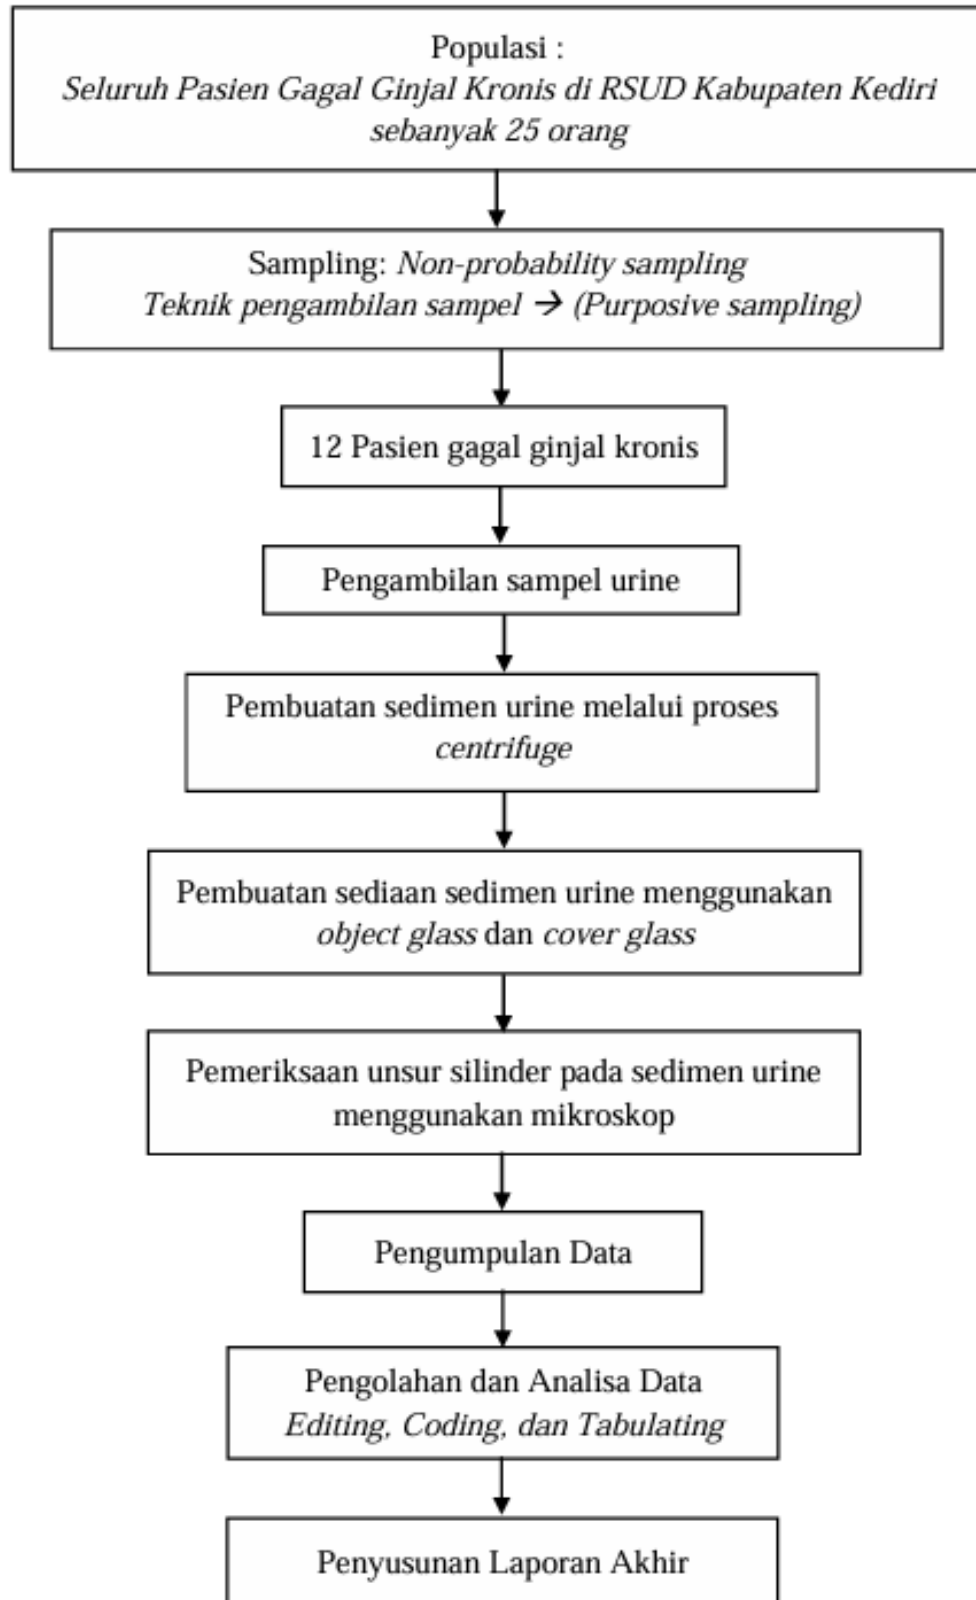 Populasi :
Seluruh Pasien Gagal Ginjal Kronis di RSUD Kabupaten Kediri
sebanyak 25 orang
Sampling: Non-probability sampling
Teknik pengambilan sampel → (Purposive sampling)
12 Pasien gagal ginjal kronis
Pengambilan sampel urine
Pembuatan sedimen urine melalui proses
centrifuge
Pembuatan sediaan sedimen urine menggunakan
object glass dan cover glass
Pemeriksaan unsur silinder pada sedimen urine
menggunakan mikroskop
Pengumpulan Data
Pengolahan dan Analisa Data
Editing, Coding, dan Tabulating
Penyusunan Laporan Akhir